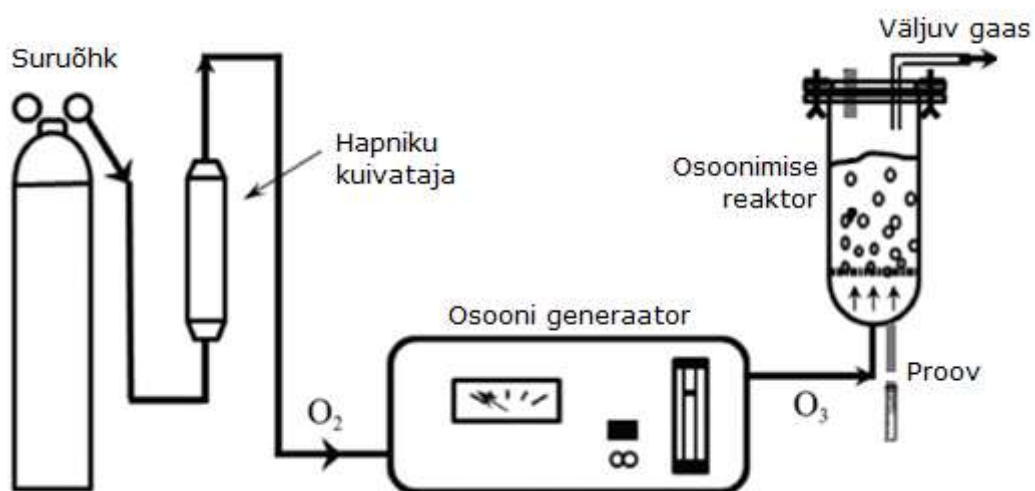 Suruõhk
Väljuv gaas
Hapniku
kuivataja
Osoonimise
reaktor
Osooni generaator
Proov
O₂
O₃